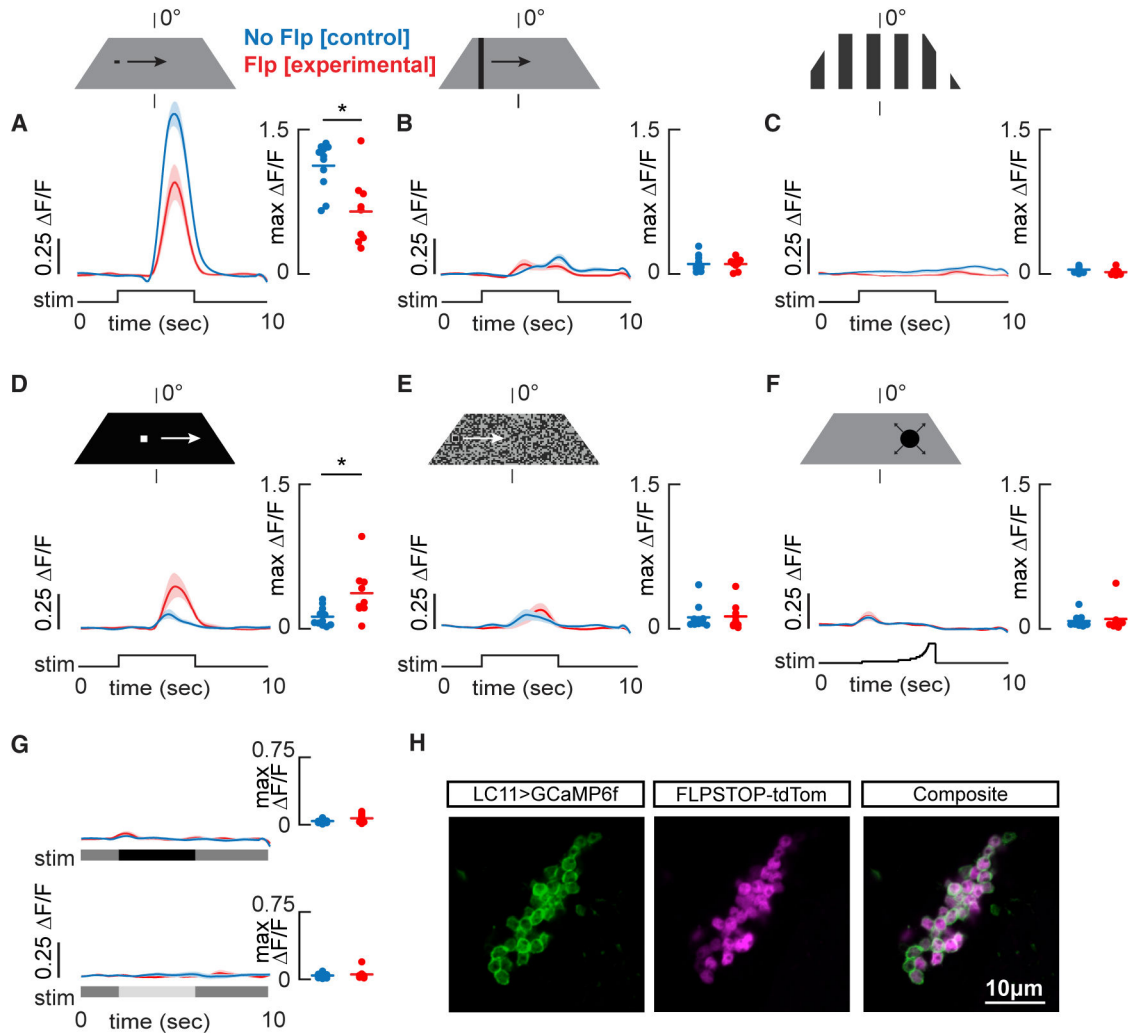 0°
No Flp [control]
Flp [experimental]
0°
0°
A
1.5
max ΔF/F
0
*
0.25 ΔF/F
stim
0 time (sec) 10
B
1.5
max ΔF/F
0
0.25 ΔF/F
stim
0 time (sec) 10
C
1.5
max ΔF/F
0
0.25 ΔF/F
stim
0 time (sec) 10
D
0°
1.5
max ΔF/F
0
*
0.25 ΔF/F
stim
0 time (sec) 10
E
0°
1.5
max ΔF/F
0
0.25 ΔF/F
stim
0 time (sec) 10
F
0°
1.5
max ΔF/F
0
0.25 ΔF/F
stim
0 time (sec) 10
G
0.75
max
ΔF/F
0
stim
0.75
max
ΔF/F
0
0.25 ΔF/F
stim
0 time (sec) 10
H
LC11>GCaMP6f
FLPSTOP-tdTom
Composite
10µm